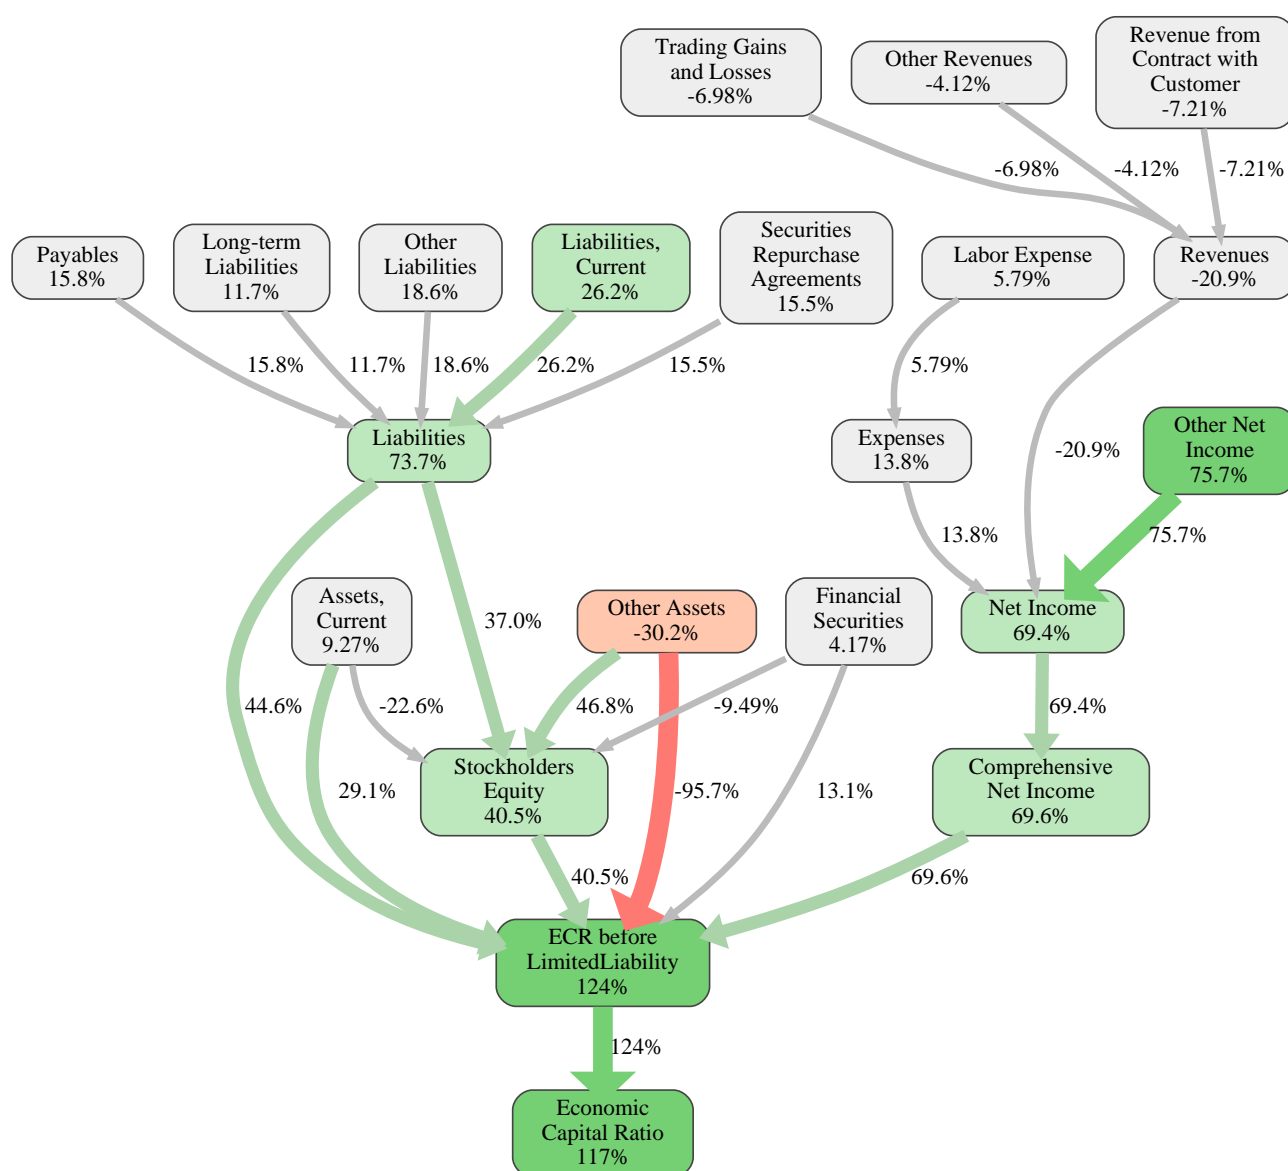 Trading Gains
and Losses
-6.98%
Other Revenues
-4.12%
Revenue from
Contract with
Customer
-7.21%
-6.98%
-4.12%
-7.21%
Payables
15.8%
Long-term
Liabilities
11.7%
Other
Liabilities
18.6%
Liabilities,
Current
26.2%
Securities
Repurchase
Agreements
15.5%
Labor Expense
5.79%
Revenues
-20.9%
15.8%
11.7%
18.6%
26.2%
15.5%
5.79%
-20.9%
Liabilities
73.7%
Expenses
13.8%
Other Net
Income
75.7%
37.0%
13.8%
75.7%
Assets,
Current
9.27%
Other Assets
-30.2%
Financial
Securities
4.17%
Net Income
69.4%
44.6%
-22.6%
46.8%
-9.49%
69.4%
29.1%
Stockholders
Equity
40.5%
-95.7%
13.1%
Comprehensive
Net Income
69.6%
40.5%
69.6%
ECR before
LimitedLiability
124%
124%
Economic
Capital Ratio
117%